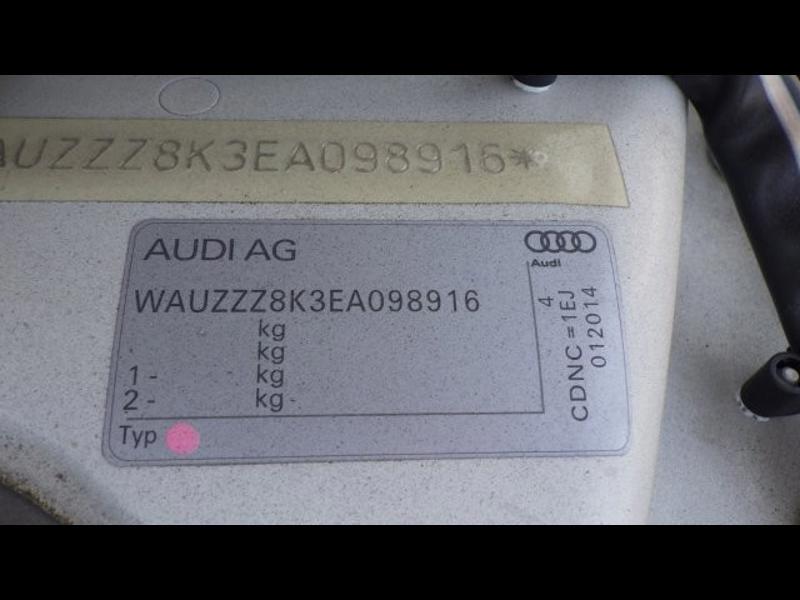 AUZZZ8K3EA098916*
AUDI AG
Audi
WAUZZZ8K3EA098916
kg
kg
1 - kg
2 - kg -
Typ
4
CDNC = 1EJ
012014